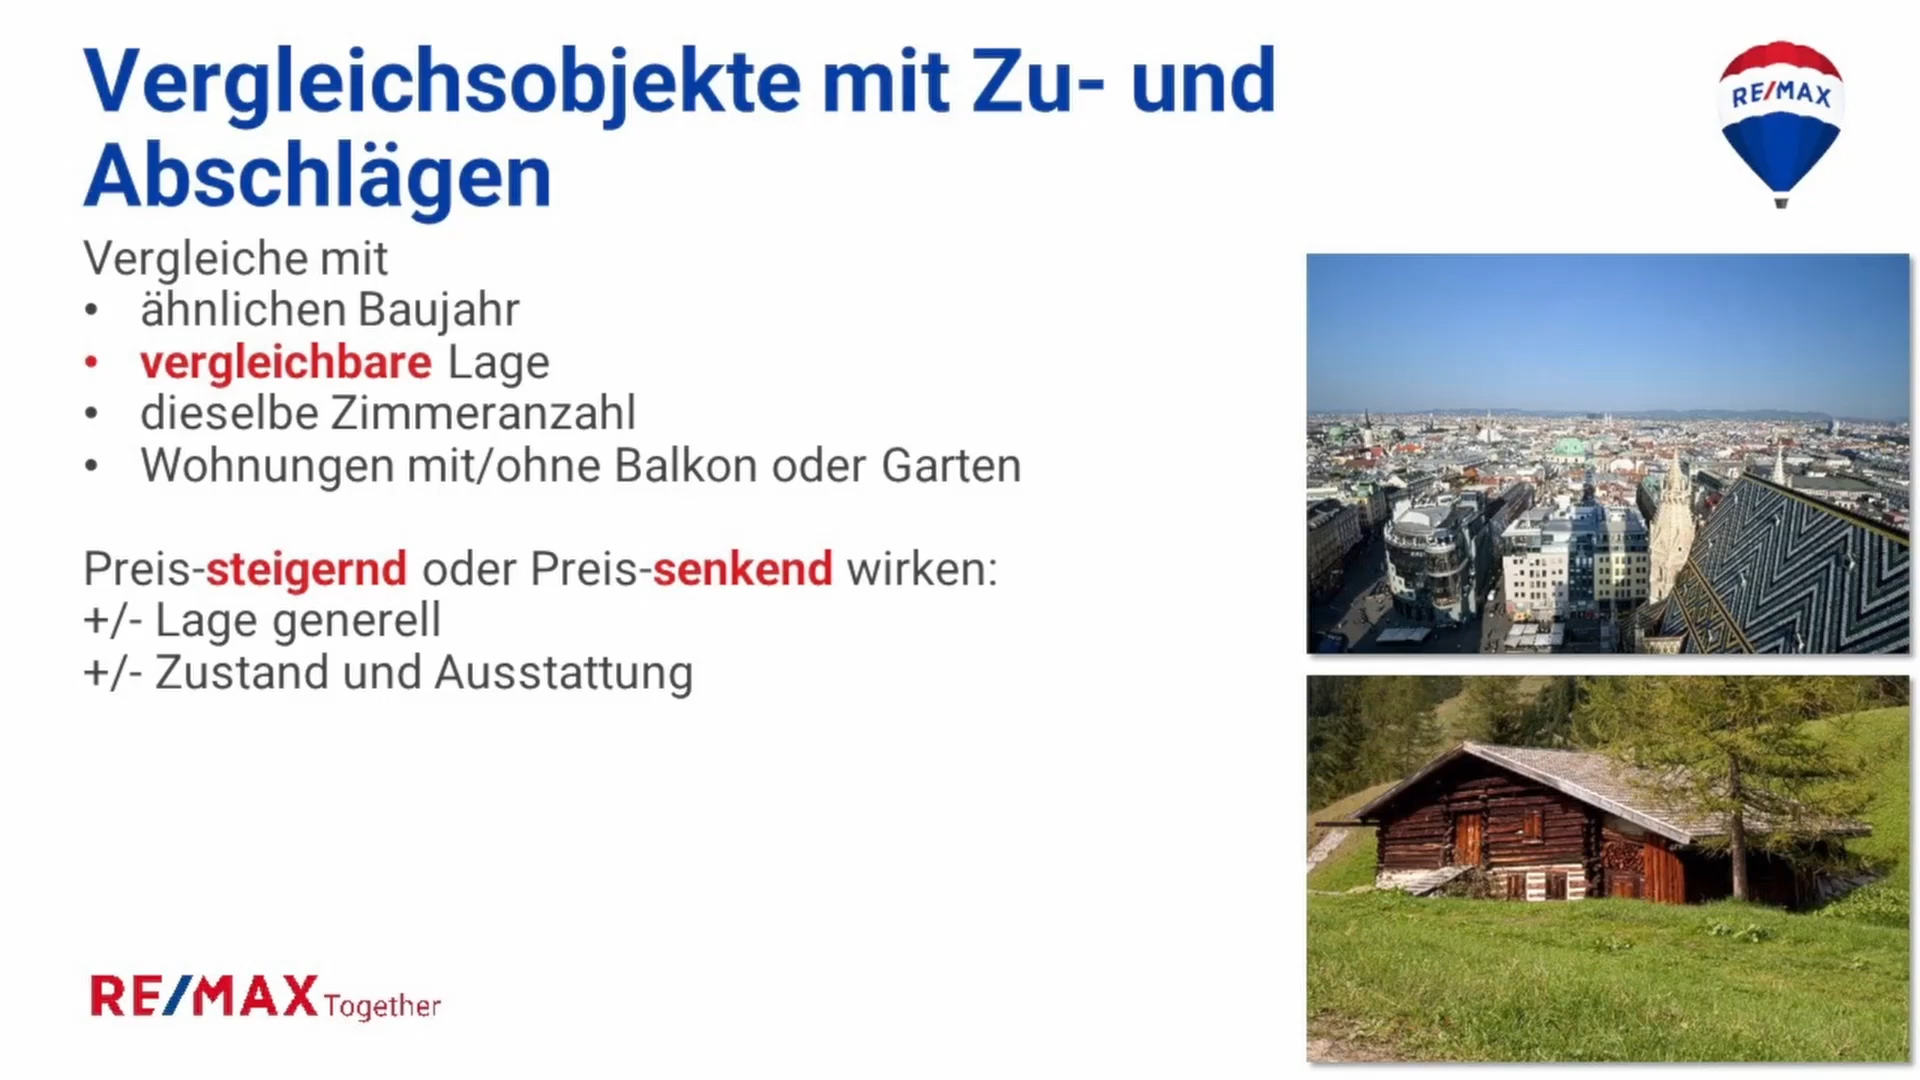 Vergleichsobjekte mit Zu- und
Abschlägen
RE/MAX
Vergleiche mit
• ähnlichen Baujahr
• vergleichbare Lage
• dieselbe Zimmeranzahl
• Wohnungen mit/ohne Balkon oder Garten
Preis-steigernd oder Preis-senkend wirken:
+/- Lage generell
+/- Zustand und Ausstattung
RE/MAX Together